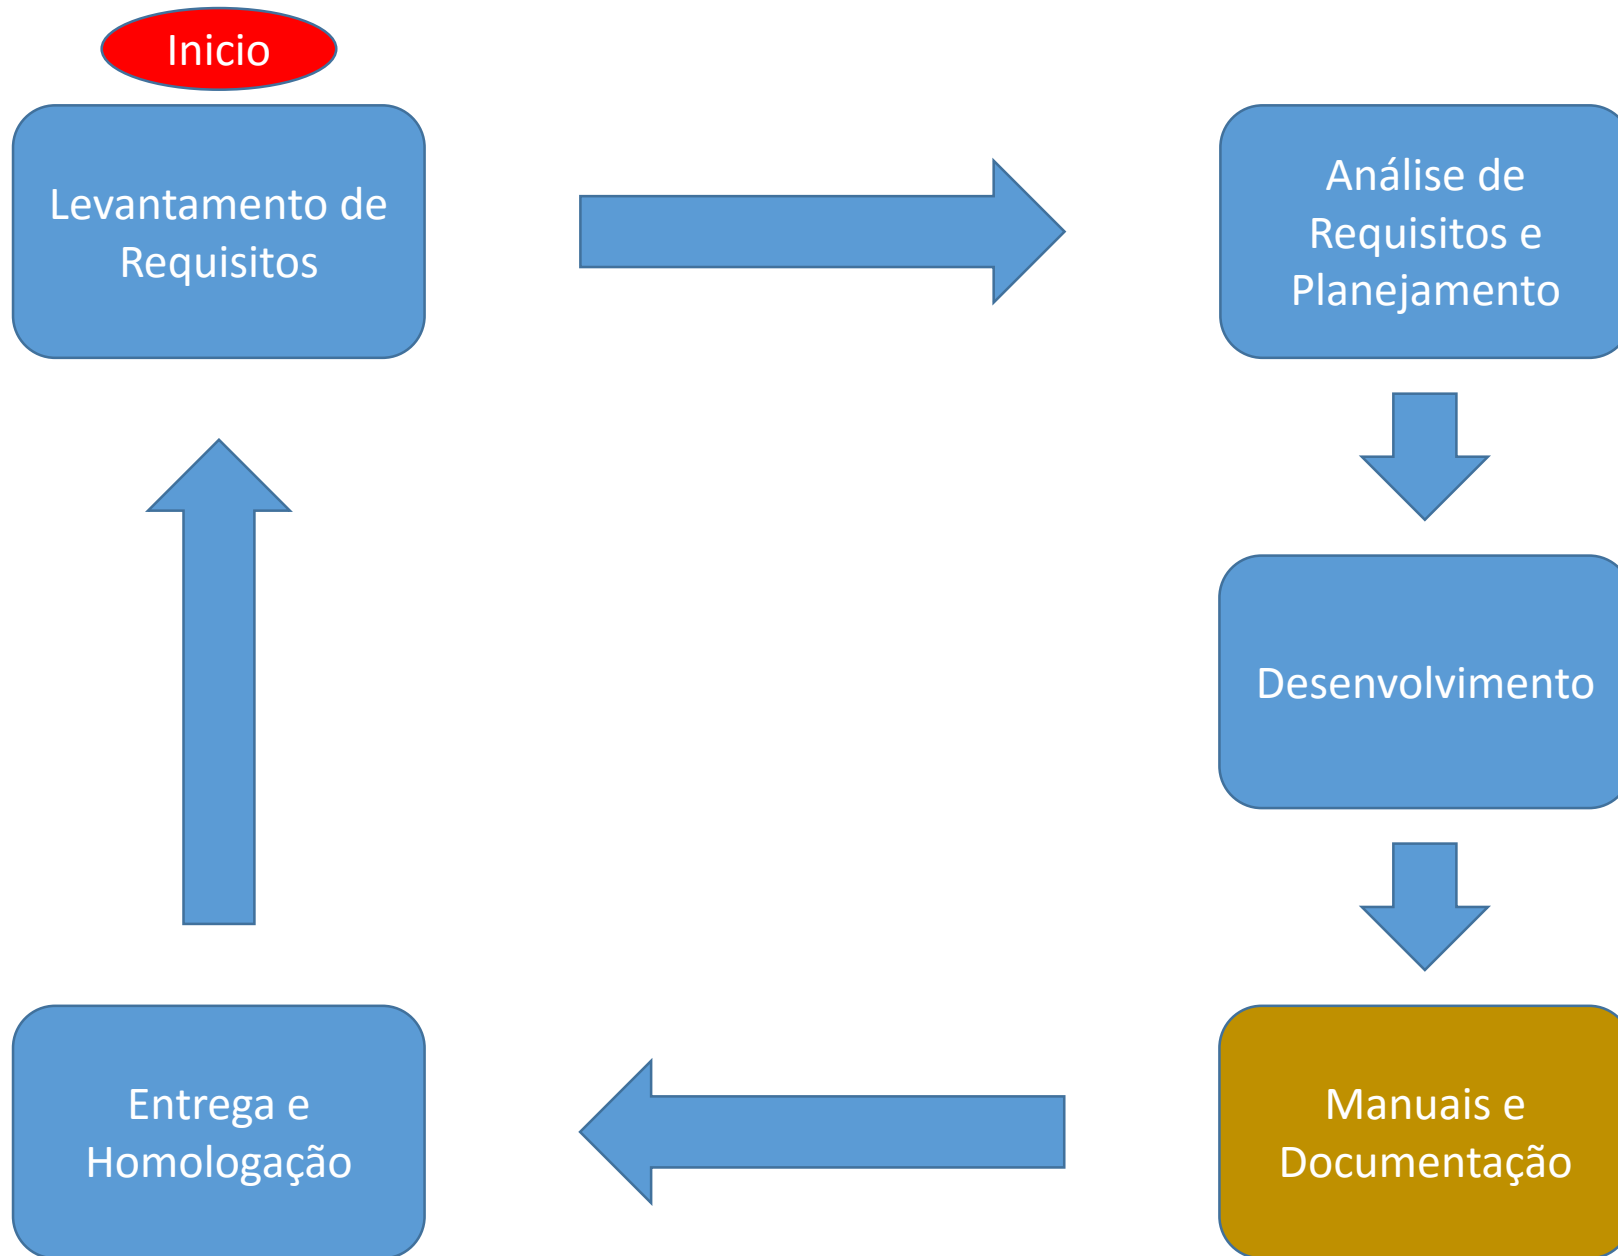 Inicio
Levantamento de
Requisitos
Análise de
Requisitos e
Planejamento
Desenvolvimento
Manuais e
Documentação
Entrega e
Homologação